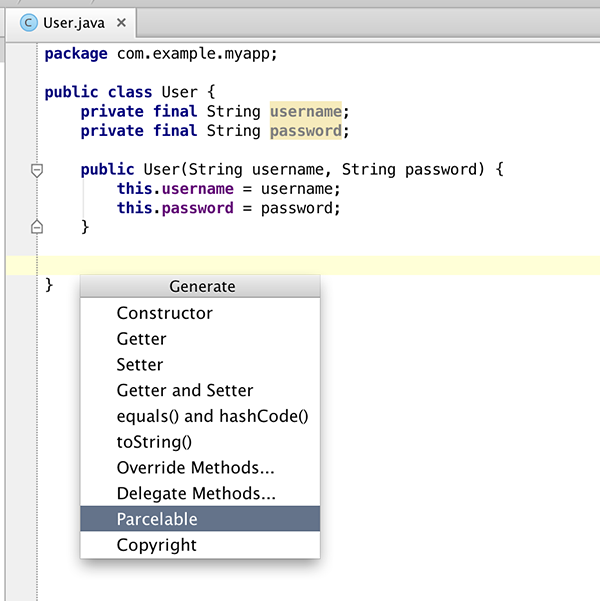 User.java
package com.example.myapp;
public class User {
private final String username;
private final String password;
public User(String username, String password) {
this.username = username;
this.password = password;
}
}
Generate
Constructor
Getter
Setter
Getter and Setter
equals() and hashCode()
toString()
Override Methods...
Delegate Methods...
Parcelable
Copyright